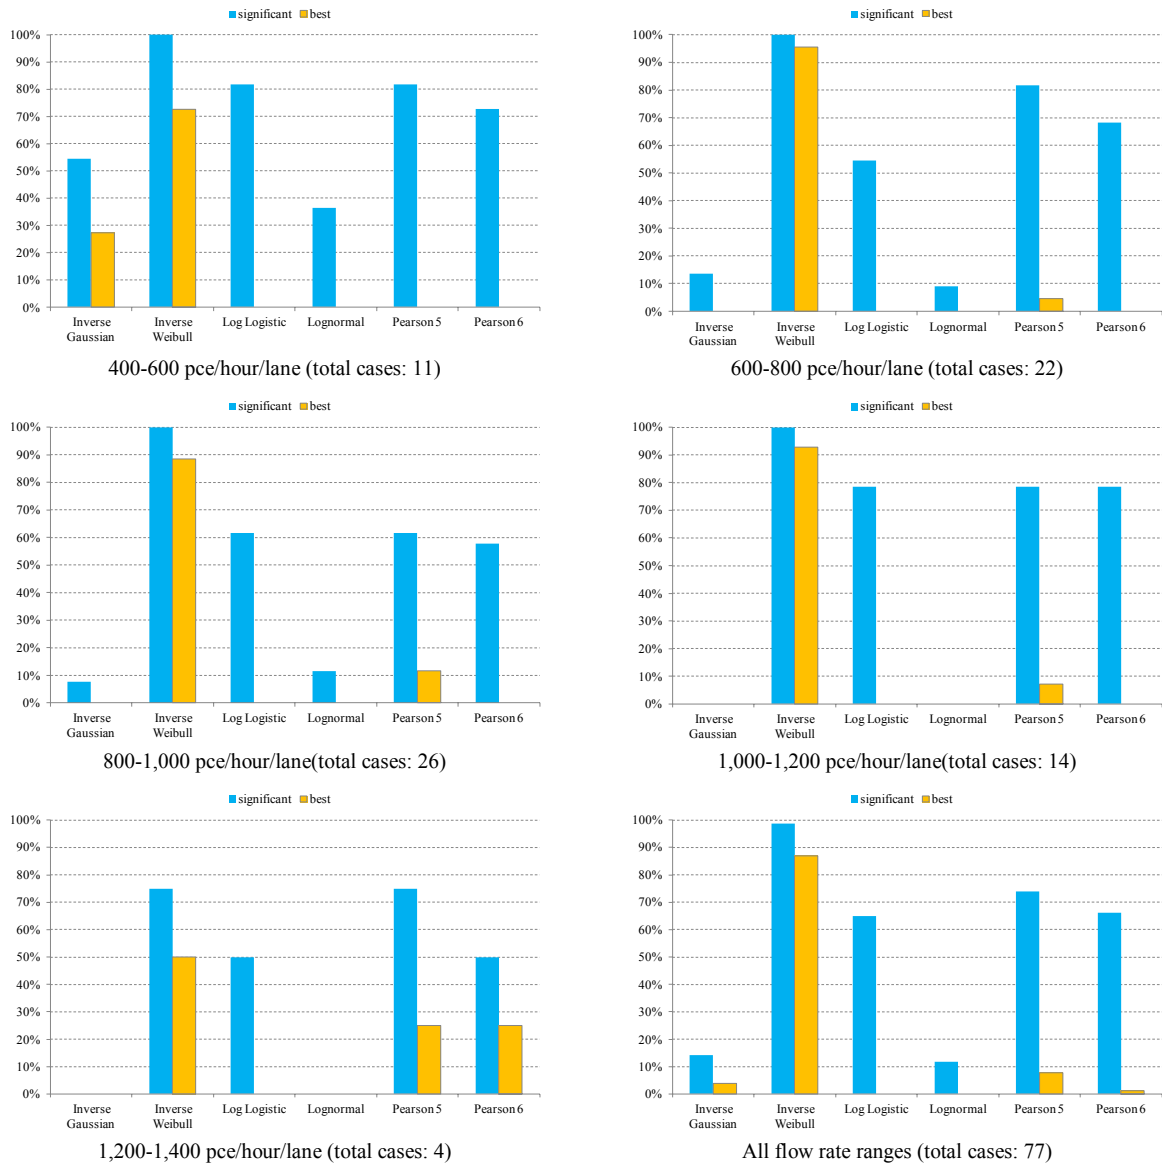 significant best
100%
90%
80%
70%
60%
50%
40%
30%
20%
10%
0%
Inverse Gaussian
Inverse Weibull
Log Logistic
Lognormal
Pearson 5
Pearson 6
400-600 pce/hour/lane (total cases: 11)
significant best
100%
90%
80%
70%
60%
50%
40%
30%
20%
10%
0%
Inverse Gaussian
Inverse Weibull
Log Logistic
Lognormal
Pearson 5
Pearson 6
600-800 pce/hour/lane (total cases: 22)
significant best
100%
90%
80%
70%
60%
50%
40%
30%
20%
10%
0%
Inverse Gaussian
Inverse Weibull
Log Logistic
Lognormal
Pearson 5
Pearson 6
800-1,000 pce/hour/lane(total cases: 26)
significant best
100%
90%
80%
70%
60%
50%
40%
30%
20%
10%
0%
Inverse Gaussian
Inverse Weibull
Log Logistic
Lognormal
Pearson 5
Pearson 6
1,000-1,200 pce/hour/lane(total cases: 14)
significant best
100%
90%
80%
70%
60%
50%
40%
30%
20%
10%
0%
Inverse Gaussian
Inverse Weibull
Log Logistic
Lognormal
Pearson 5
Pearson 6
1,200-1,400 pce/hour/lane (total cases: 4)
significant best
100%
90%
80%
70%
60%
50%
40%
30%
20%
10%
0%
Inverse Gaussian
Inverse Weibull
Log Logistic
Lognormal
Pearson 5
Pearson 6
All flow rate ranges (total cases: 77)